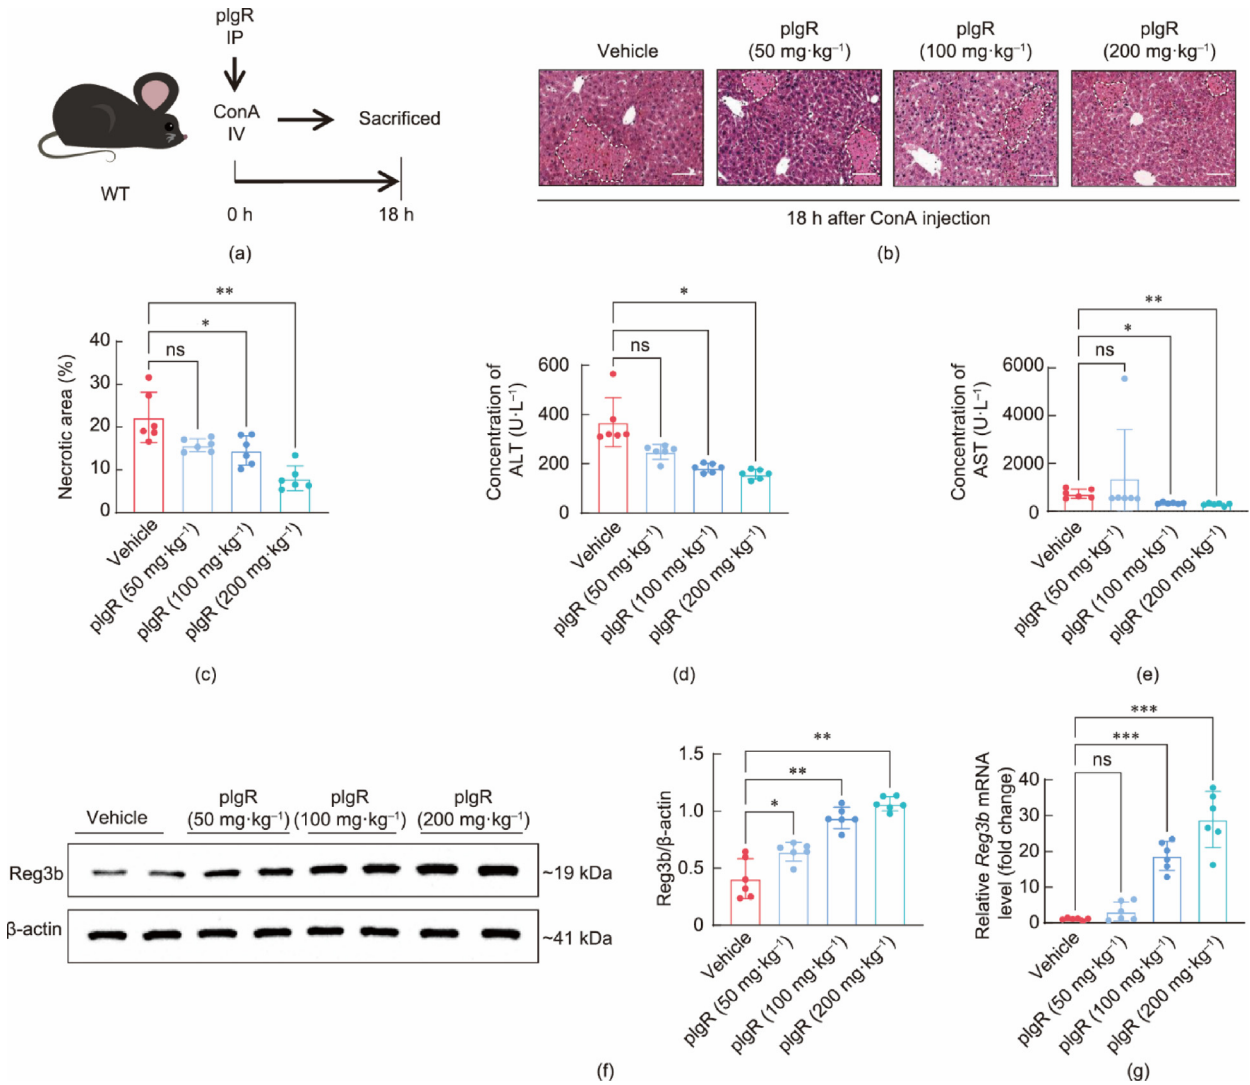 pIgR
IP
ConA
IV
Sacrificed
WT
0 h
18 h
(a)
Vehicle
pIgR
(50 mg·kg⁻¹)
pIgR
(100 mg·kg⁻¹)
pIgR
(200 mg·kg⁻¹)
18 h after ConA injection
(b)
**
*
ns
40
30
20
10
0
Necrotic area (%)
Vehicle
pIgR (50 mg·kg⁻¹)
pIgR (100 mg·kg⁻¹)
pIgR (200 mg·kg⁻¹)
(c)
*
ns
600
400
200
0
Concentration of
ALT (U·L⁻¹)
Vehicle
pIgR (50 mg·kg⁻¹)
pIgR (100 mg·kg⁻¹)
pIgR (200 mg·kg⁻¹)
(d)
**
*
ns
6000
4000
2000
0
Concentration of
AST (U·L⁻¹)
Vehicle
pIgR (50 mg·kg⁻¹)
pIgR (100 mg·kg⁻¹)
pIgR (200 mg·kg⁻¹)
(e)
Vehicle
pIgR
(50 mg·kg⁻¹)
pIgR
(100 mg·kg⁻¹)
pIgR
(200 mg·kg⁻¹)
Reg3b
~19 kDa
β-actin
~41 kDa
**
**
*
1.5
1.0
0.5
0
Reg3b/β-actin
Vehicle
pIgR (50 mg·kg⁻¹)
pIgR (100 mg·kg⁻¹)
pIgR (200 mg·kg⁻¹)
(f)
***
***
ns
40
30
20
10
0
Relative Reg3b mRNA
level (fold change)
Vehicle
pIgR (50 mg·kg⁻¹)
pIgR (100 mg·kg⁻¹)
pIgR (200 mg·kg⁻¹)
(g)